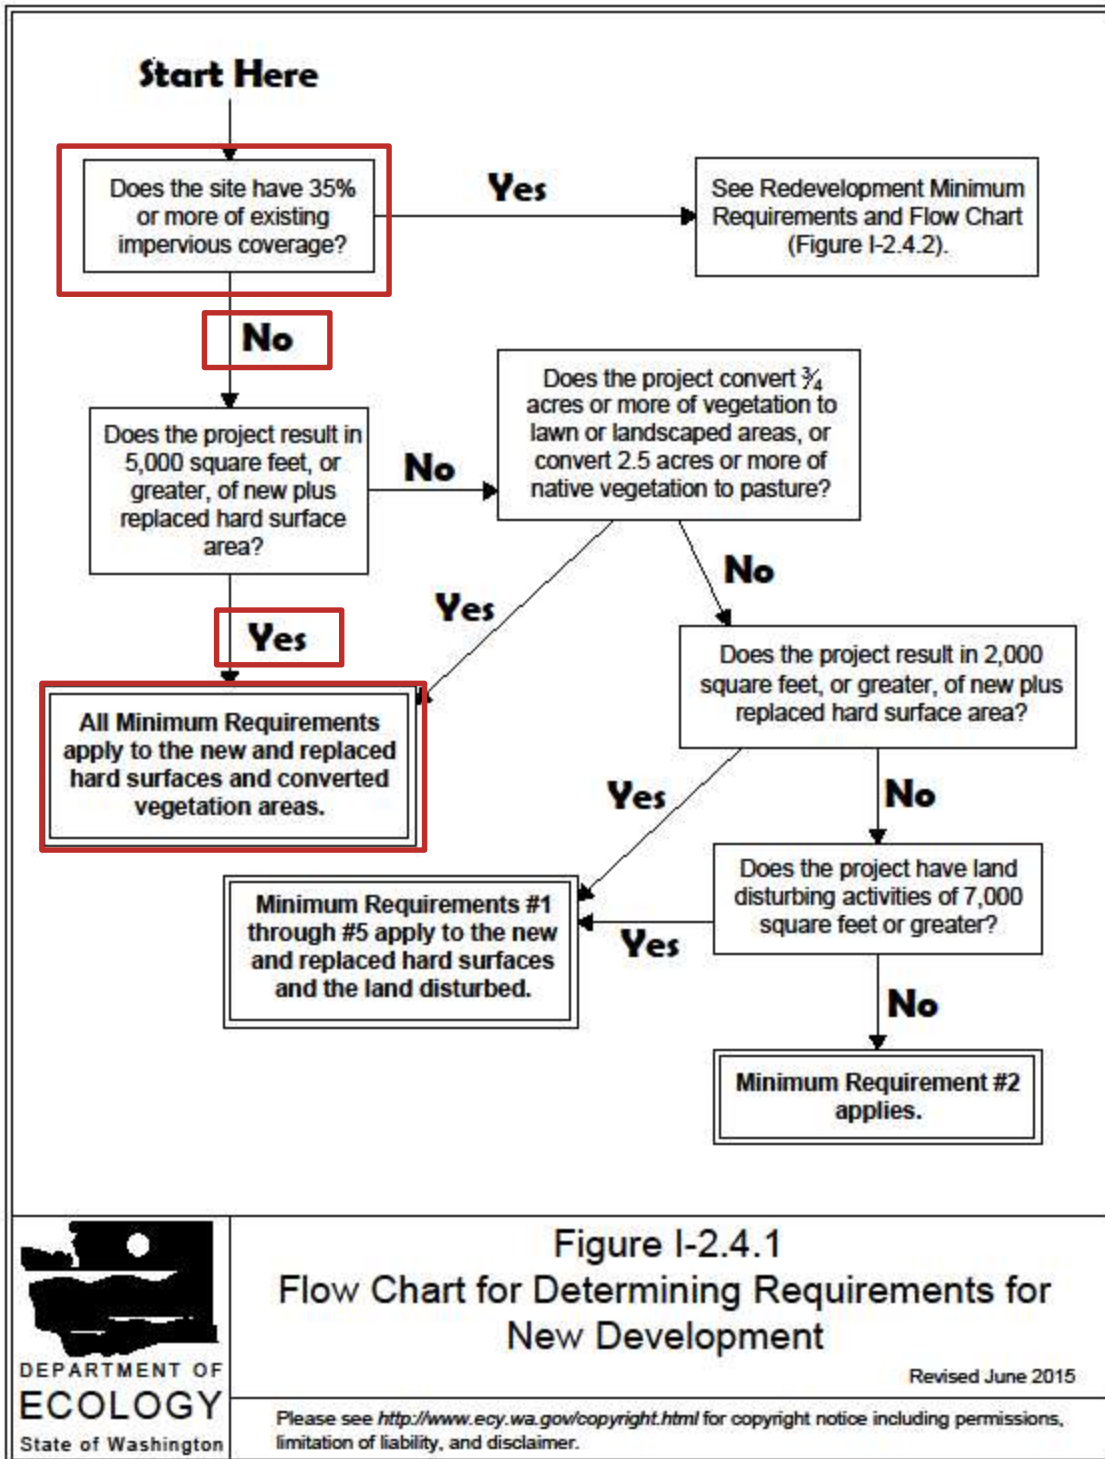 Start Here
Does the site have 35%
or more of existing
impervious coverage?
Yes
See Redevelopment Minimum
Requirements and Flow Chart
(Figure I-2.4.2).
No
Does the project result in
5,000 square feet, or
greater, of new plus
replaced hard surface
area?
No
Does the project convert ¾
acres or more of vegetation to
lawn or landscaped areas, or
convert 2.5 acres or more of
native vegetation to pasture?
Yes
Yes
No
Does the project result in 2,000
square feet, or greater, of new plus
replaced hard surface area?
All Minimum Requirements
apply to the new and replaced
hard surfaces and converted
vegetation areas.
Yes
No
Does the project have land
disturbing activities of 7,000
square feet or greater?
Yes
Minimum Requirements #1
through #5 apply to the new
and replaced hard surfaces
and the land disturbed.
No
Minimum Requirement #2
applies.
DEPARTMENT OF
ECOLOGY
State of Washington
Figure I-2.4.1
Flow Chart for Determining Requirements for
New Development
Revised June 2015
Please see http://www.ecy.wa.gov/copyright.html for copyright notice including permissions,
limitation of liability, and disclaimer.